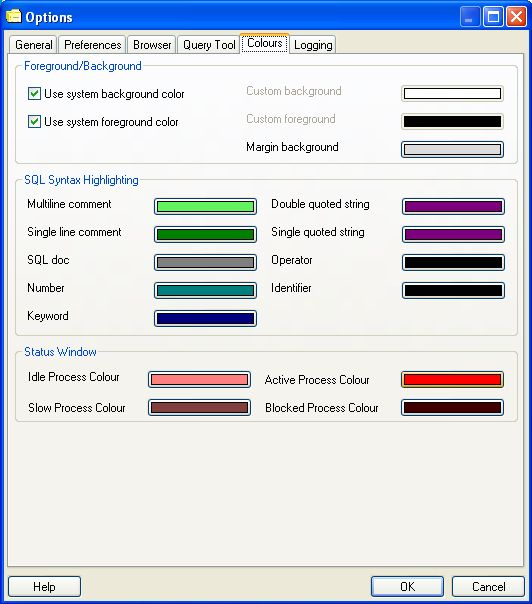 Options
General Preferences Browser Query Tool Colours Logging
Foreground/Background
Use system background color Custom background
Use system foreground color Custom foreground
Margin background
SQL Syntax Highlighting
Multiline comment Double quoted string
Single line comment Single quoted string
SQL doc Operator
Number Identifier
Keyword
Status Window
Idle Process Colour Active Process Colour
Slow Process Colour Blocked Process Colour
Help OK Cancel